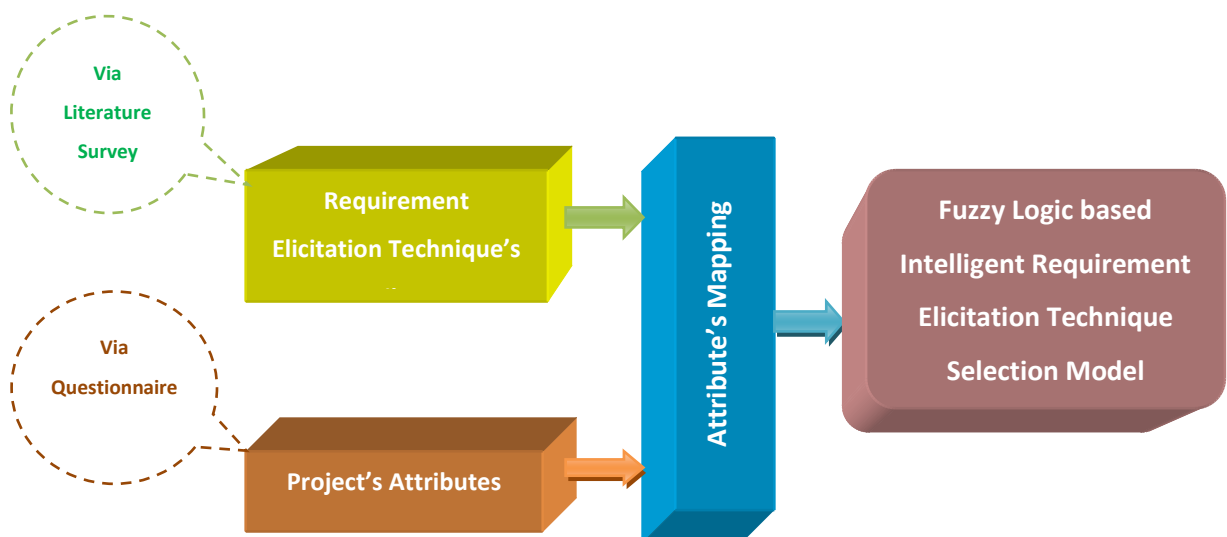 Via
Literature
Survey
Requirement
Elicitation Technique's
Via
Questionnaire
Project's Attributes
Attribute's Mapping
Fuzzy Logic based
Intelligent Requirement
Elicitation Technique
Selection Model